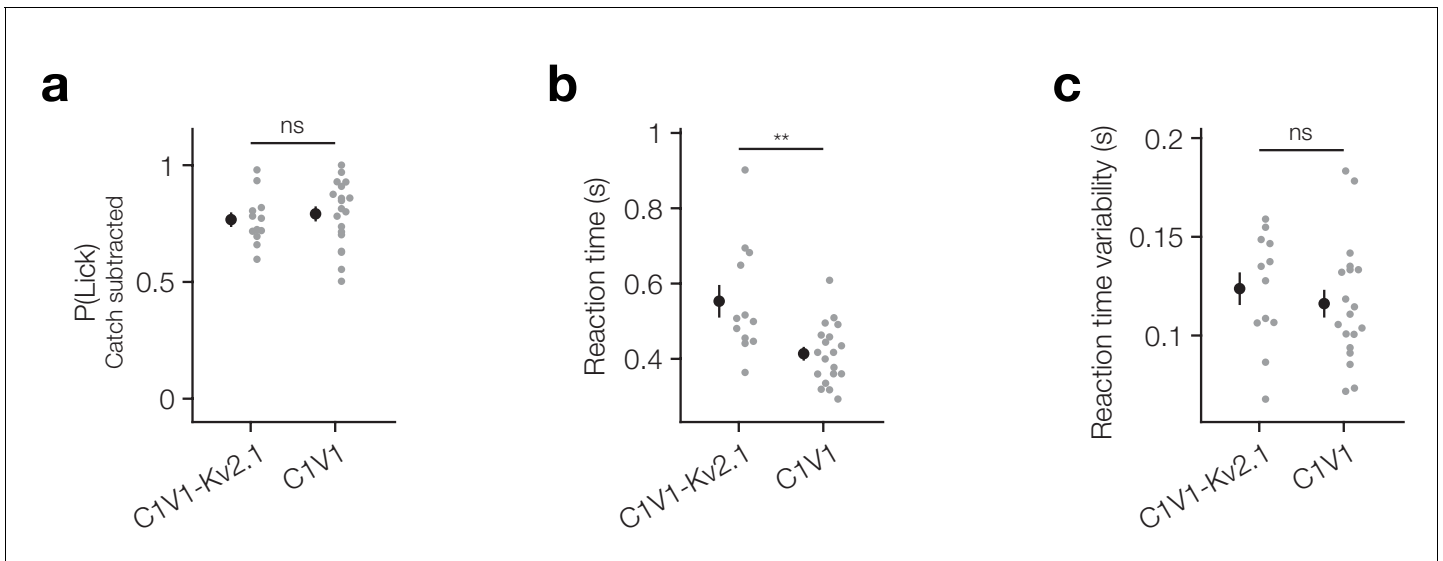 a
ns
1
0.5
0
P(Lick)
Catch subtracted
C1V1-Kv2.1
C1V1
b
**
1
0.8
0.6
0.4
Reaction time (s)
C1V1-Kv2.1
C1V1
c
ns
0.2
0.15
0.1
Reaction time variability (s)
C1V1-Kv2.1
C1V1